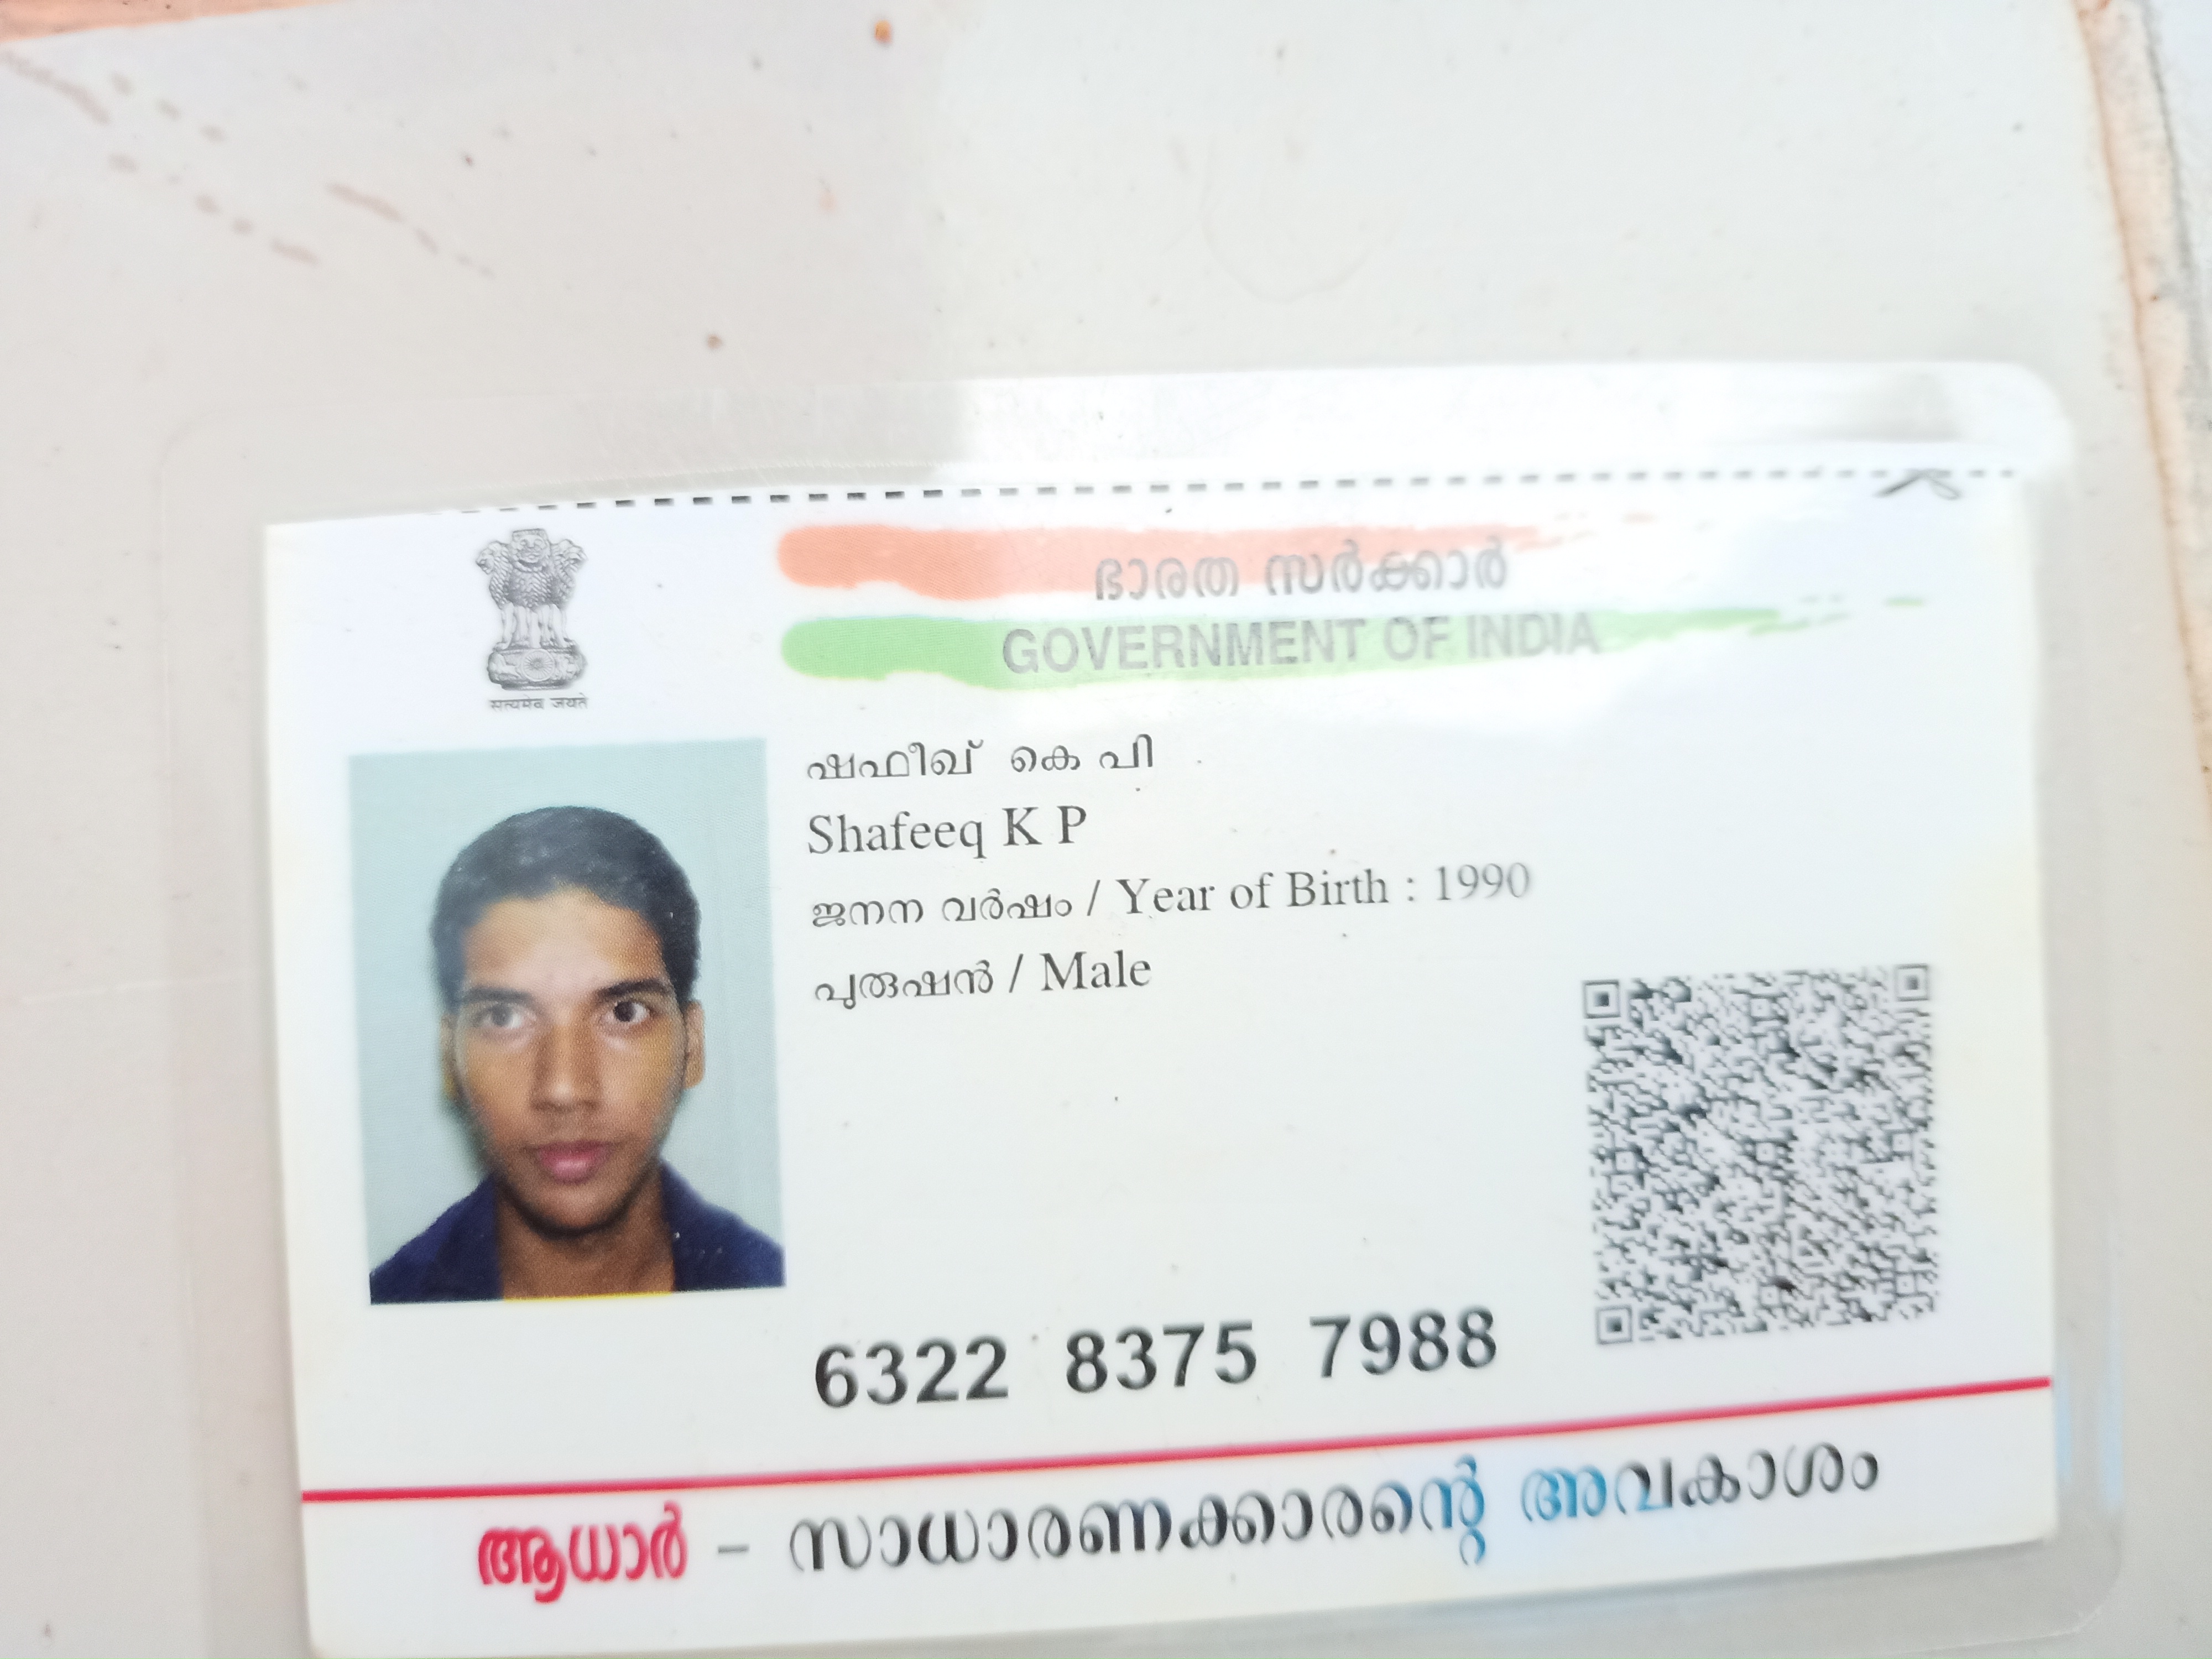 ഭാരത സർക്കാർ
GOVERNMENT OF INDIA
सत्यमेव जयते
ഷഫീഖ് കെ പി
Shafeeq K P
ജനന വർഷം / Year of Birth : 1990
പുരുഷൻ / Male
6322 8375 7988
ആധാർ – സാധാരണക്കാരന്റെ അവകാശം